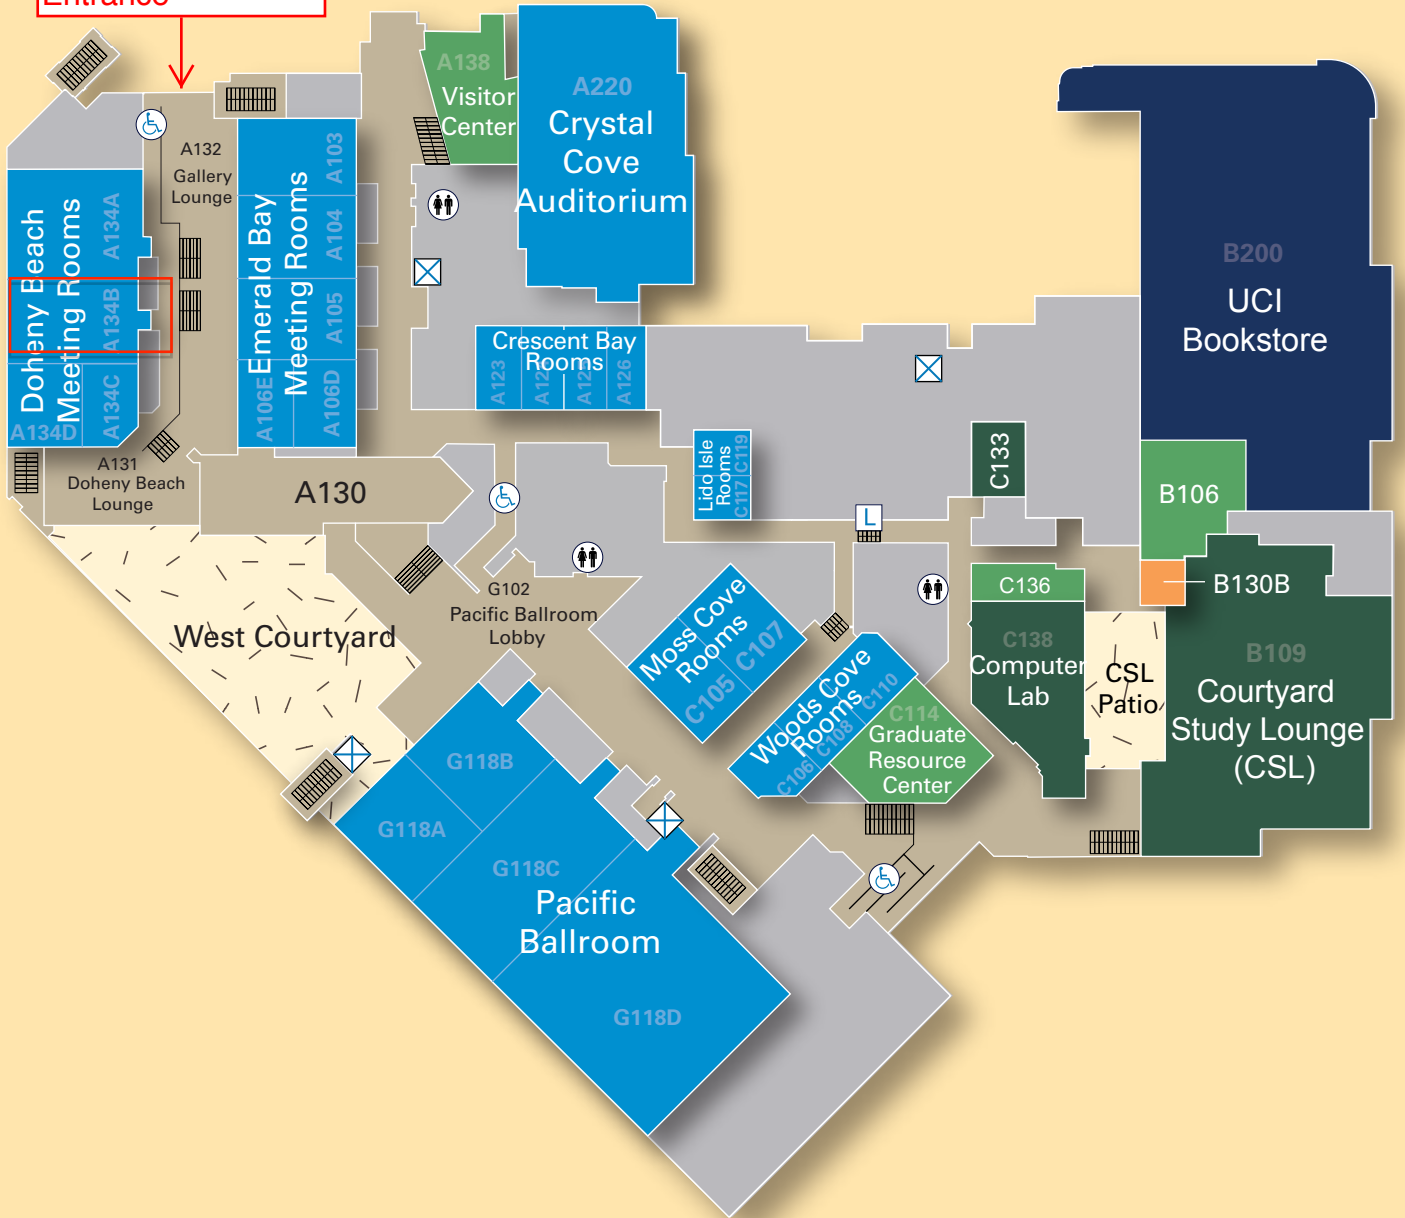 Entrance
A138
Visitor
Center
A220
Crystal
Cove
Auditorium
A132
Gallery
Lounge
A103
A104
A105
A106D
A106E
Emerald Bay
Meeting Rooms
Doheny Beach
Meeting Rooms
A134A
A134B
A134C
A134D
A131
Doheny Beach
Lounge
A130
Crescent Bay
Rooms
A123
A126
Lido Isle
Rooms
C119
C117
L
C133
B200
UCI
Bookstore
B106
B130B
C136
C138
Computer
Lab
CSL
Patio
B109
Courtyard
Study Lounge
(CSL)
G102
Pacific Ballroom
Lobby
West Courtyard
Moss Cove
Rooms
C107
C105
Woods Cove
Rooms
C110
C108
C106
C114
Graduate
Resource
Center
G118B
G118A
G118C
Pacific
Ballroom
G118D